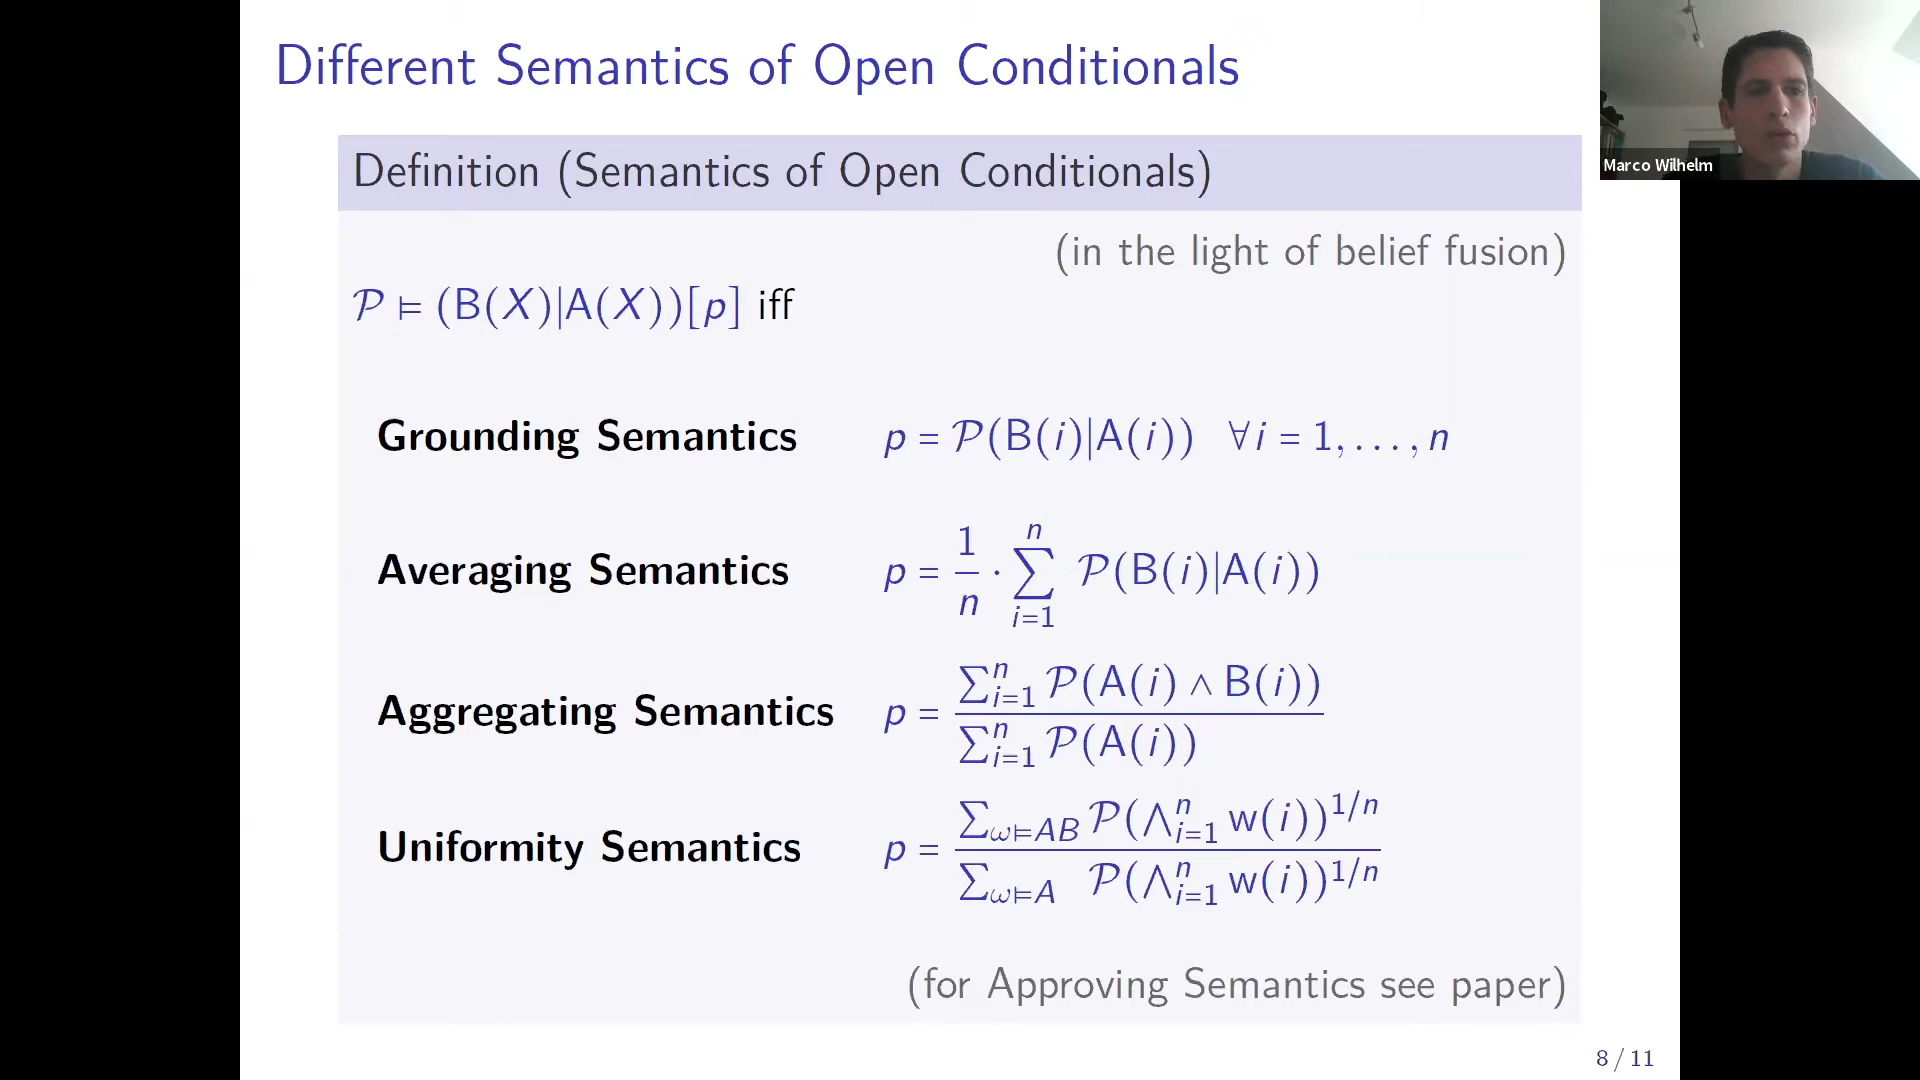 Different Semantics of Open Conditionals
Marco Wilhelm
Definition (Semantics of Open Conditionals)
(in the light of belief fusion)
𝒫 ⊨ (B(X)|A(X))[p] iff
Grounding Semantics p = 𝒫(B(i)|A(i)) ∀i = 1, . . . , n
Averaging Semantics p = 1/n · ∑_{i=1}^{n} 𝒫(B(i)|A(i))
Aggregating Semantics p = ∑_{i=1}^{n} 𝒫(A(i) ∧ B(i)) / ∑_{i=1}^{n} 𝒫(A(i))
Uniformity Semantics p = ∑_{ω⊨AB} 𝒫(⋀_{i=1}^{n} w(i))^{1/n} / ∑_{ω⊨A} 𝒫(⋀_{i=1}^{n} w(i))^{1/n}
(for Approving Semantics see paper)
8 / 11